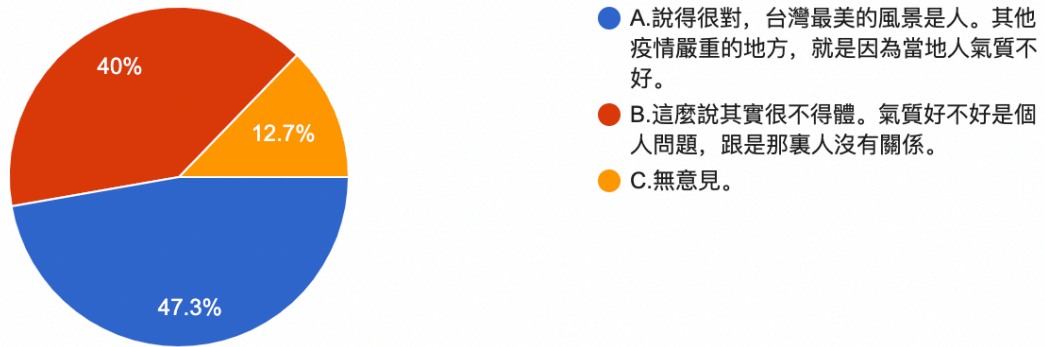 40%
12.7%
47.3%
A.說得很對，台灣最美的風景是人。其他
疫情嚴重的地方，就是因為當地人氣質不
好。
B.這麼說其實很不得體。氣質好不好是個
人問題，跟是那裏人沒有關係。
C.無意見。